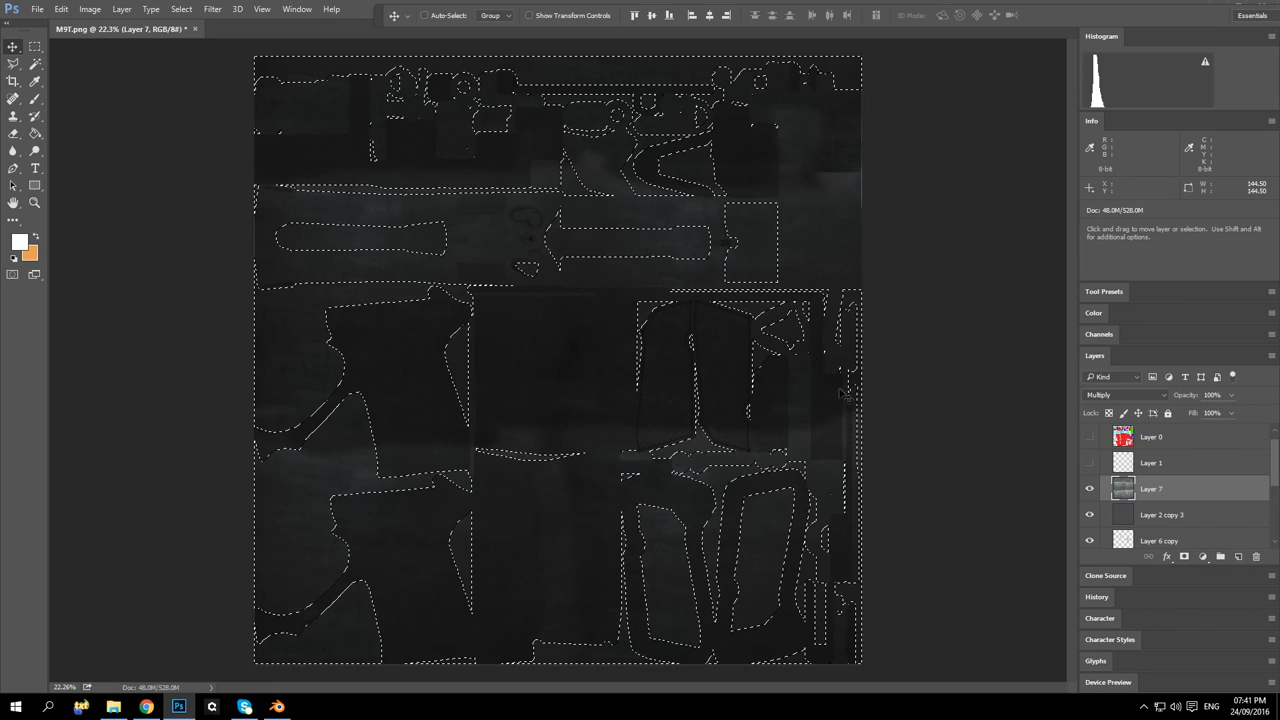 Ps File Edit Image Layer Type Select Filter 3D View Window Help
Auto-Select: Group Show Transform Controls 3D Mode: Essentials
M9T.png @ 22.3% (Layer 7, RGB/8#) * ×
Histogram
Info
R: C:
G: M:
B: Y:
K:
8-bit 8-bit
X: W: 144.50
Y: H: 144.50
Doc: 48.0M/528.0M
Click and drag to move layer or selection. Use Shift and Alt
for additional options.
Tool Presets
Color
Channels
Layers
Kind
Multiply Opacity: 100%
Lock: Fill: 100%
Layer 0
Layer 1
Layer 7
Layer 2 copy 3
Layer 6 copy
fx
Clone Source
History
Character
Character Styles
Glyphs
Device Preview
22.26% Doc: 48.0M/528.0M
ENG 07:41 PM
24/09/2016